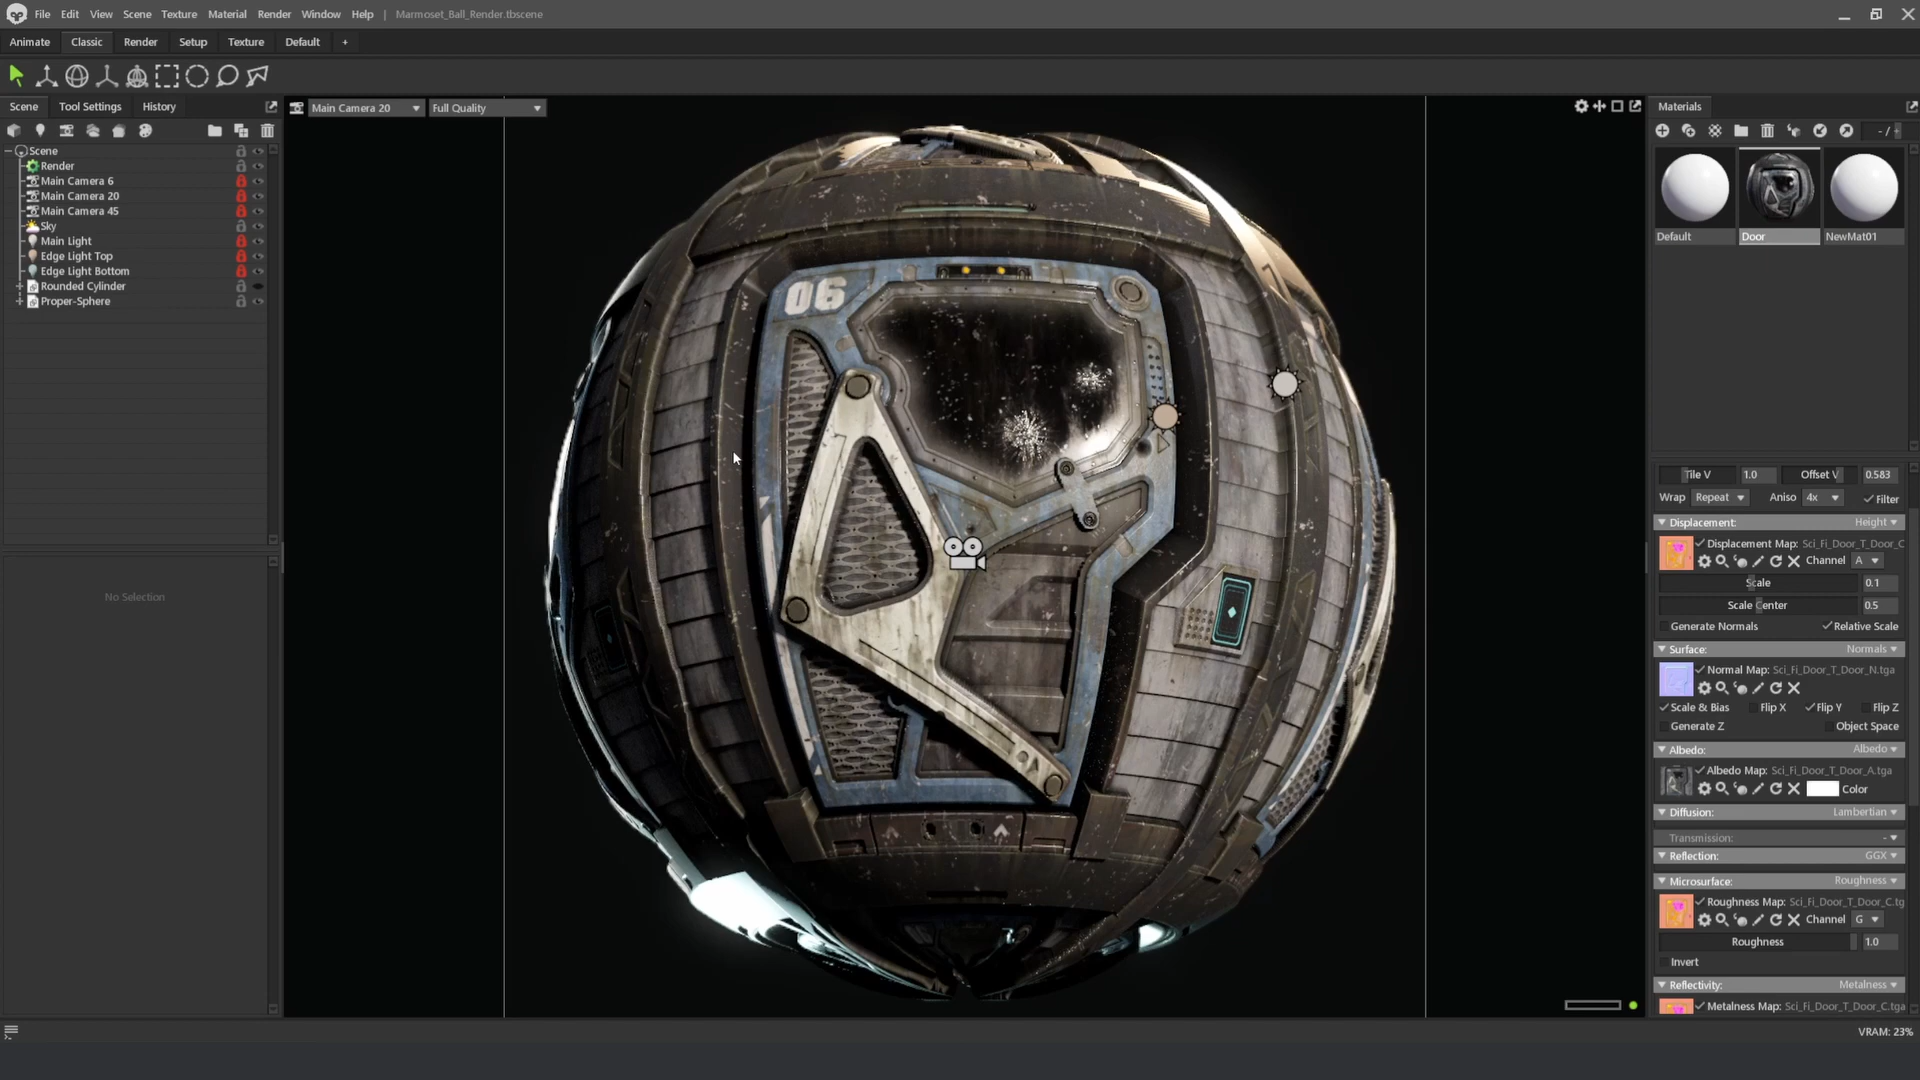 File Edit View Scene Texture Material Render Window Help | Marmoset_Ball_Render.tbscene
Animate Classic Render Setup Texture Default +
Scene Tool Settings History
Main Camera 20 Full Quality
Materials
- /
Scene
Render
Main Camera 6
Main Camera 20
Main Camera 45
Sky
Main Light
Edge Light Top
Edge Light Bottom
Rounded Cylinder
Proper-Sphere
No Selection
06
Default Door NewMat01
Tile V 1.0 Offset V 0.583
Wrap Repeat Aniso 4x Filter
Displacement: Height
Displacement Map: Sci_Fi_Door_T_Door_C
Channel A
Scale 0.1
Scale Center 0.5
Generate Normals Relative Scale
Surface: Normals
Normal Map: Sci_Fi_Door_T_Door_N.tga
Scale & Bias Flip X Flip Y Flip Z
Generate Z Object Space
Albedo: Albedo
Albedo Map: Sci_Fi_Door_T_Door_A.tga
Color
Diffusion: Lambertian
Transmission: -
Reflection: GGX
Microsurface: Roughness
Roughness Map: Sci_Fi_Door_T_Door_C.tg
Channel G
Roughness 1.0
Invert
Reflectivity: Metalness
Metalness Map: Sci_Fi_Door_T_Door_C.tga
VRAM: 23%